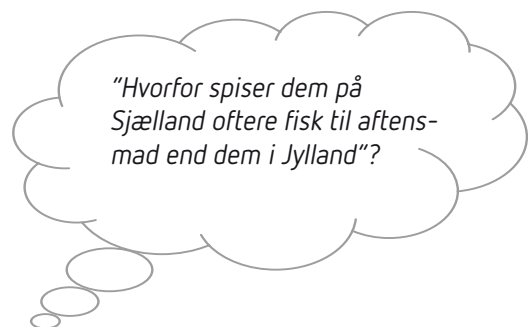 "Hvorfor spiser dem på
Sjælland oftere fisk til aftens-
mad end dem i Jylland"?